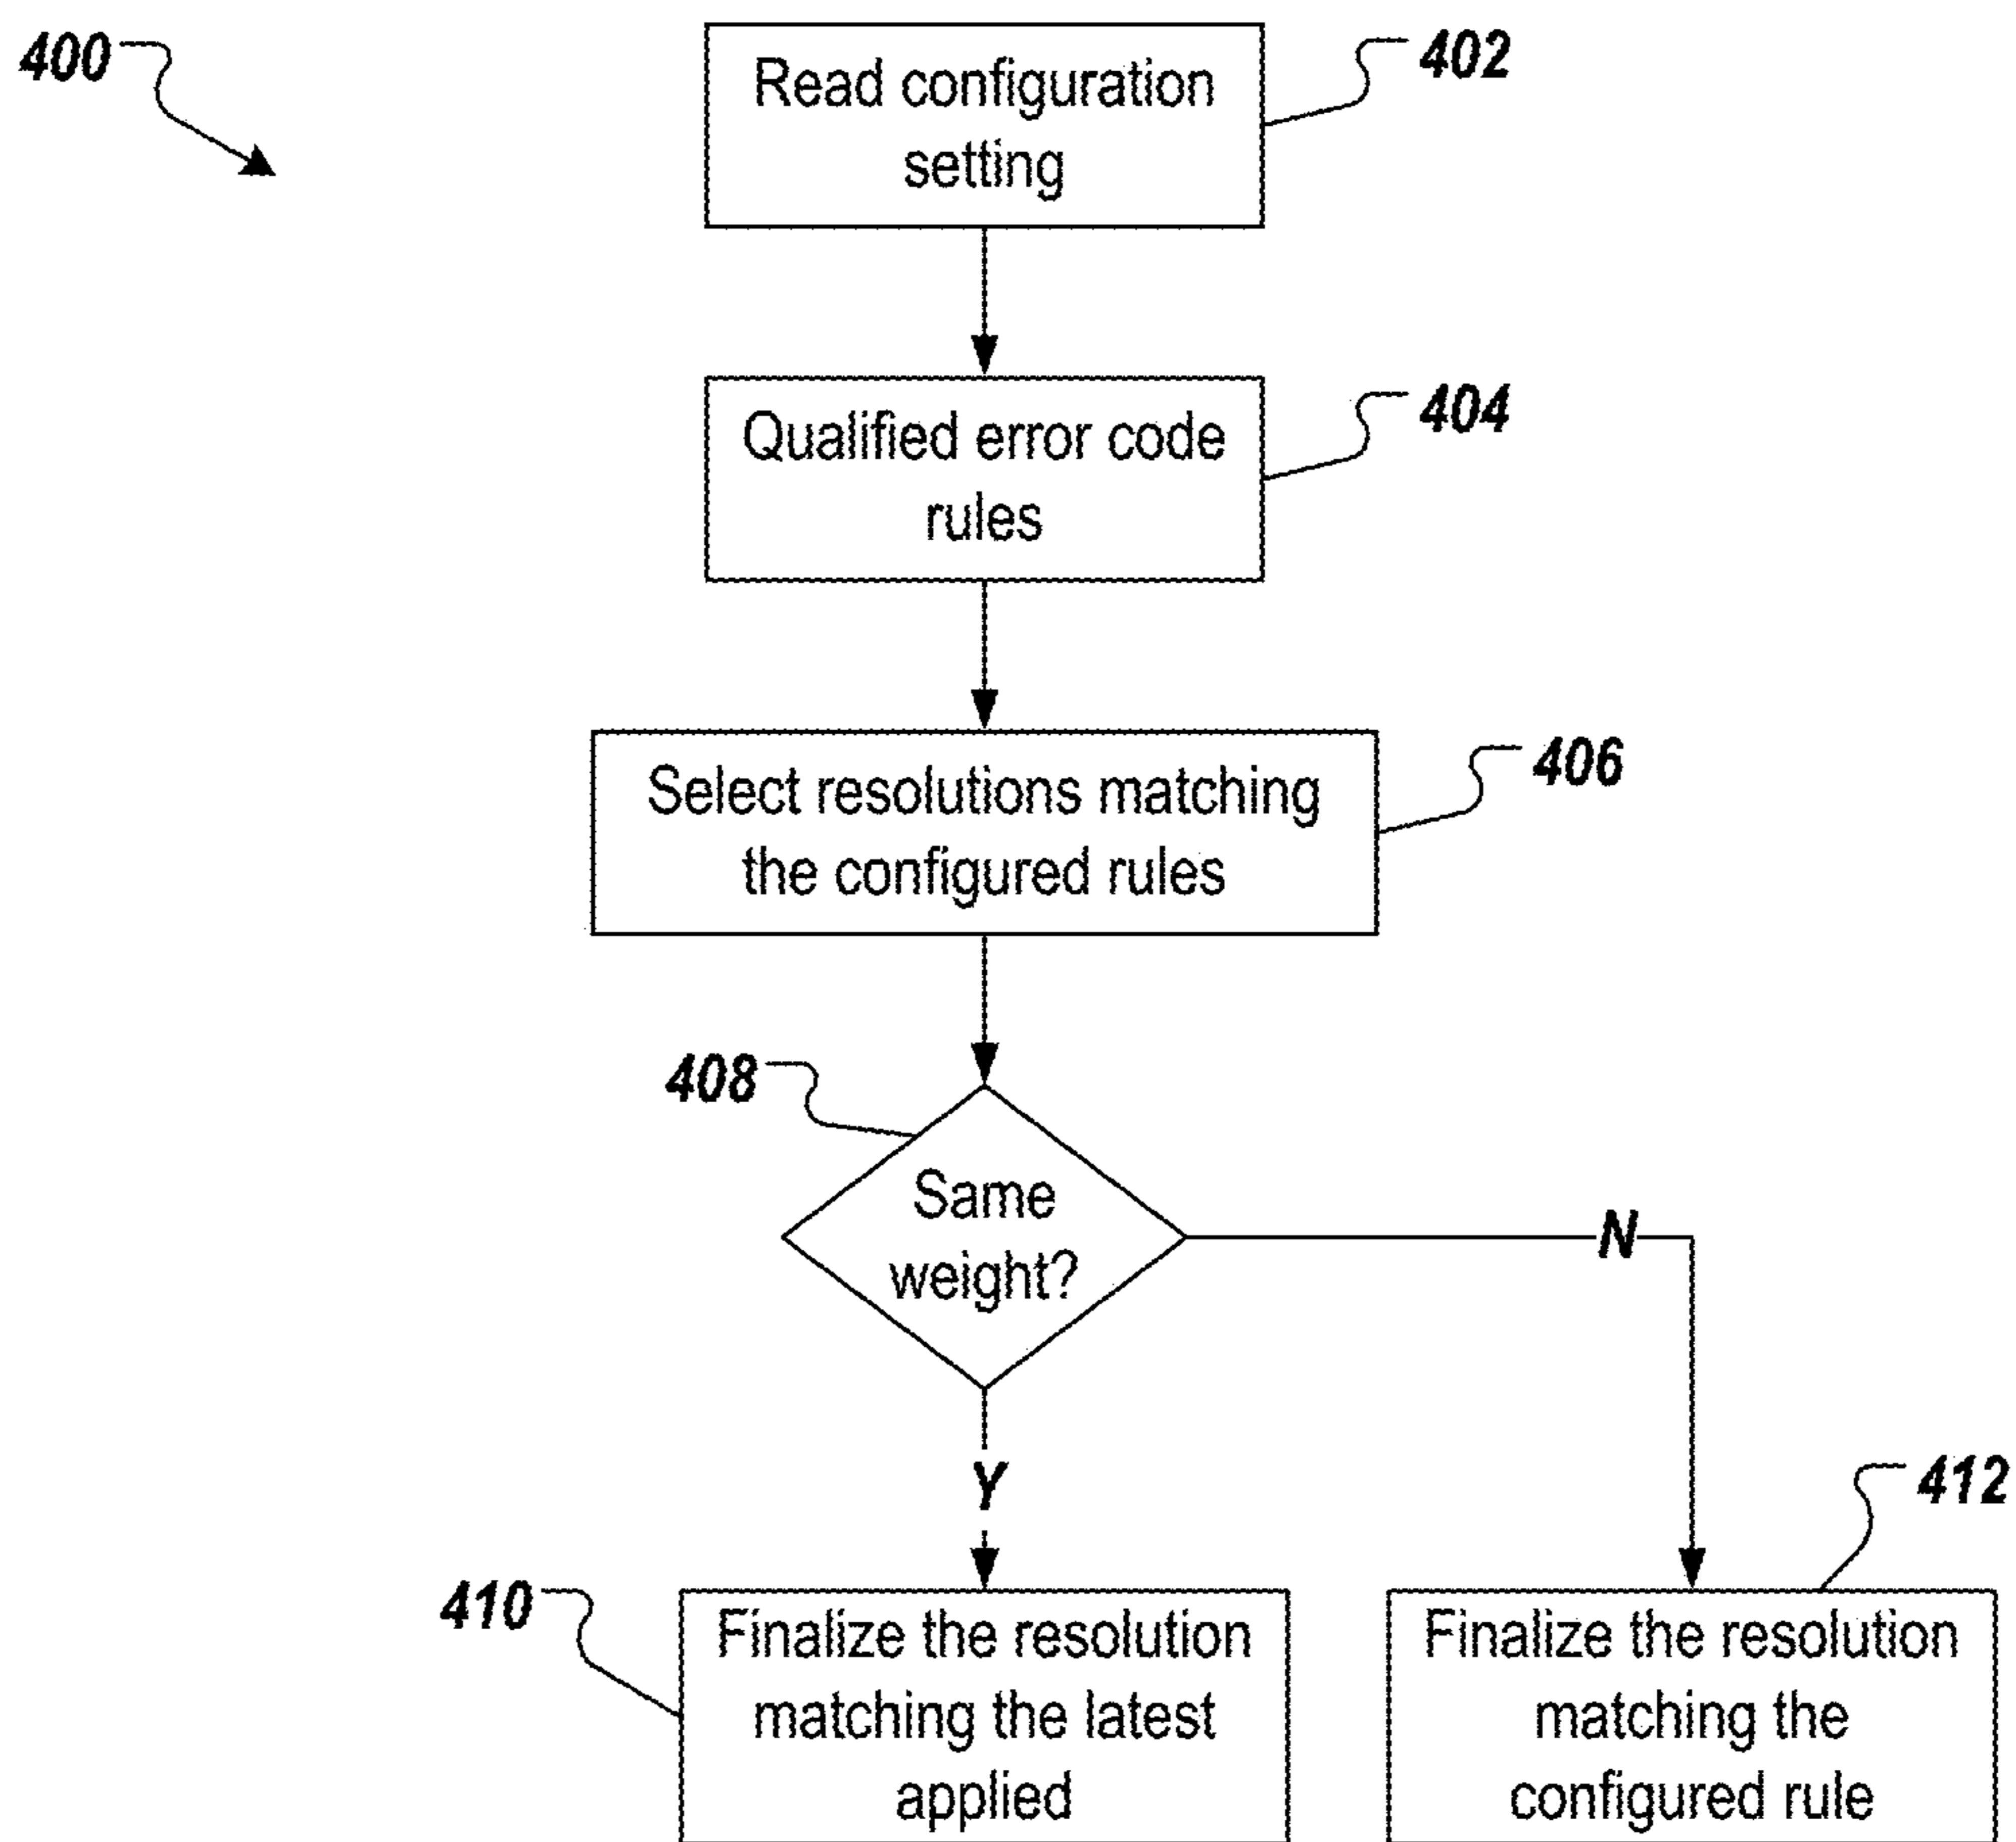 400
Read configuration
setting
402
Qualified error code
rules
404
Select resolutions matching
the configured rules
406
408
Same
weight?
N
Y
410
Finalize the resolution
matching the latest
applied
412
Finalize the resolution
matching the
configured rule